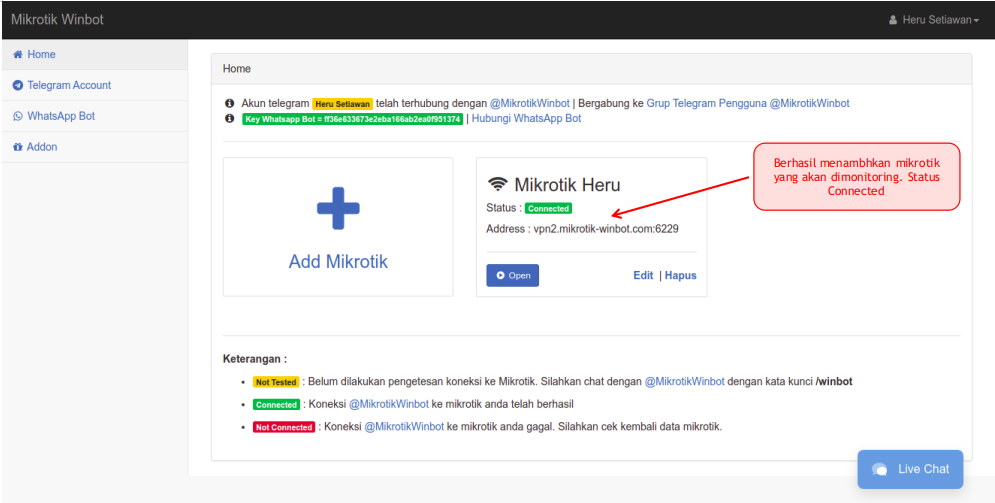 Mikrotik Winbot
Heru Setiawan
Home
Telegram Account
WhatsApp Bot
Addon
Home
Akun telegram Heru Setiawan telah terhubung dengan @MikrotikWinbot | Bergabung ke Grup Telegram Pengguna @MikrotikWinbot
Key Whatsapp Bot = ff36e633673e2eba166ab2ea0f951374 | Hubungi WhatsApp Bot
Add Mikrotik
Mikrotik Heru
Status : Connected
Address : vpn2.mikrotik-winbot.com:6229
Open
Edit | Hapus
Berhasil menambhkan mikrotik
yang akan dimonitoring. Status
Connected
Keterangan :
Not Tested : Belum dilakukan pengetesan koneksi ke Mikrotik. Silahkan chat dengan @MikrotikWinbot dengan kata kunci /winbot
Connected : Koneksi @MikrotikWinbot ke mikrotik anda telah berhasil
Not Connected : Koneksi @MikrotikWinbot ke mikrotik anda gagal. Silahkan cek kembali data mikrotik.
Live Chat